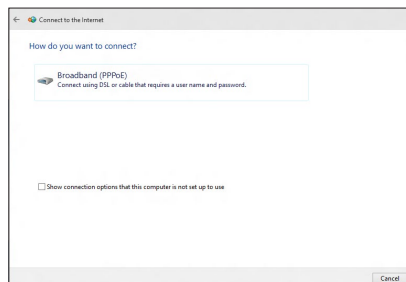 Connect to the Internet
How do you want to connect?
Broadband (PPPoE)
Connect using DSL or cable that requires a user name and password.
Show connection options that this computer is not set up to use
Cancel